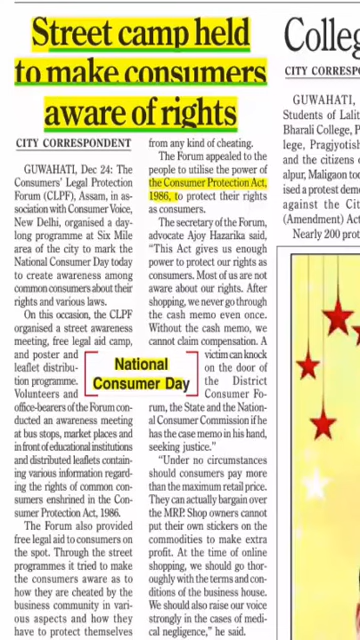 Street camp held
to make consumers
aware of rights
CITY CORRESPONDENT
GUWAHATI, Dec 24: The
Consumers' Legal Protection
Forum (CLPF), Assam, in as-
sociation with Consumer Voice,
New Delhi, organised a day-
long programme at Six Mile
area of the city to mark the
National Consumer Day today
to create awareness among
common consumers about their
rights and various laws.
On this occasion, the CLPF
organised a street awareness
meeting, free legal aid camp,
and poster and
leaflet distribu-
tion programme.
Volunteers and
office-bearers of the Forum con-
ducted an awareness meeting
at bus stops, market places and
in front of educational institutions
and distributed leaflets contain-
ing various information regard-
ing the rights of common con-
sumers enshrined in the Con-
sumer Protection Act, 1986.
The Forum also provided
free legal aid to consumers on
the spot. Through the street
programmes it tried to make
the consumers aware as to
how they are cheated by the
business community in vari-
ous aspects and how they
have to protect themselves
National
Consumer Day
from any kind of cheating.
The Forum appealed to the
people to utilise the power of
the Consumer Protection Act,
1986, to protect their rights
as consumers.
The secretary of the Forum,
advocate Ajoy Hazarika said,
"This Act gives us enough
power to protect our rights as
consumers. Most of us are not
aware about our rights. After
shopping, we never go through
the cash memo even once.
Without the cash memo, we
cannot claim compensation. A
victim can knock
on the door of
the District
Consumer Fo-
rum, the State and the Nation-
al Consumer Commission if he
has the case memo in his hand,
seeking justice."
"Under no circumstances
should consumers pay more
than the maximum retail price.
They can actually bargain over
the MRP. Shop owners cannot
put their own stickers on the
commodities to make extra
profit. At the time of online
shopping, we should go thor-
oughly with the terms and con-
ditions of the business house.
We should also raise our voice
strongly in the cases of medi-
cal negligence," he said.
Colleg
CITY CORRESP
GUWAHATI,
Students of Lalit
Bharali College, P
lege, Pragjyotish
and the citizens o
alpur, Maligaon too
ised a protest demo
against the Cit
(Amendment) Act
Nearly 200 prot